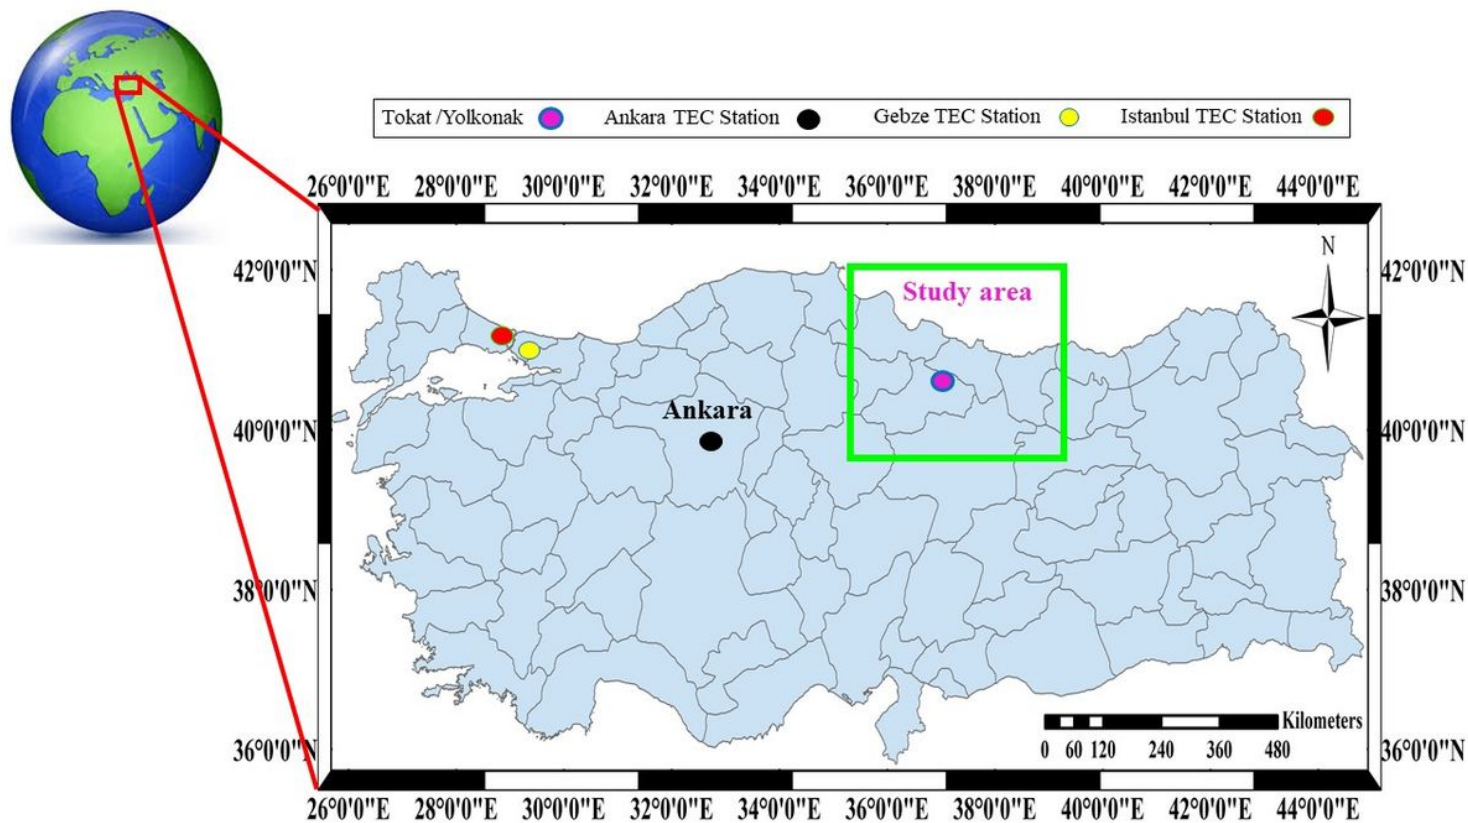 Tokat /Yolkonak Ankara TEC Station Gebze TEC Station Istanbul TEC Station
26°0'0"E 28°0'0"E 30°0'0"E 32°0'0"E 34°0'0"E 36°0'0"E 38°0'0"E 40°0'0"E 42°0'0"E 44°0'0"E
N
42°0'0"N 42°0'0"N
Study area
Ankara
40°0'0"N 40°0'0"N
38°0'0"N 38°0'0"N
Kilometers
0 60 120 240 360 480
36°0'0"N 36°0'0"N
26°0'0"E 28°0'0"E 30°0'0"E 32°0'0"E 34°0'0"E 36°0'0"E 38°0'0"E 40°0'0"E 42°0'0"E 44°0'0"E